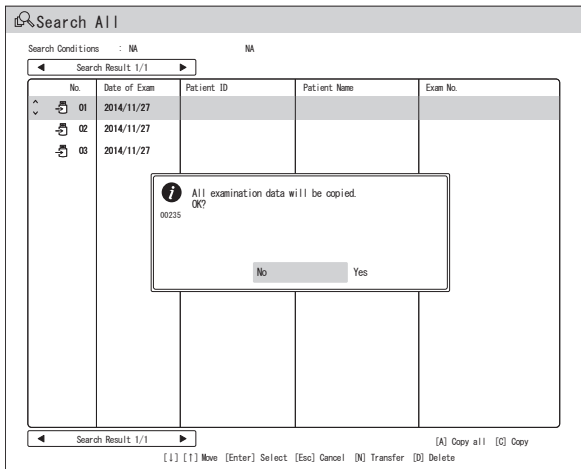 Search All
Search Conditions : NA NA
◀ Search Result 1/1 ▶
No. Date of Exam Patient ID Patient Name Exam No.
01 2014/11/27
02 2014/11/27
03 2014/11/27
All examination data will be copied.
OK?
00235
No Yes
◀ Search Result 1/1 ▶
[A] Copy all [C] Copy
[↓] [↑] Move [Enter] Select [Esc] Cancel [N] Transfer [D] Delete